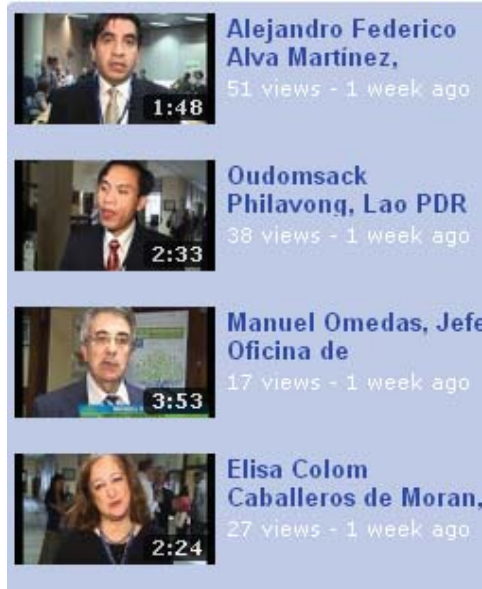 Alejandro Federico
Alva Martínez,
51 views - 1 week ago
1:48
Oudomsack
Philavong, Lao PDR
38 views - 1 week ago
2:33
Manuel Omedas, Jefe
Oficina de
17 views - 1 week ago
3:53
Elisa Colom
Caballeros de Moran,
27 views - 1 week ago
2:24